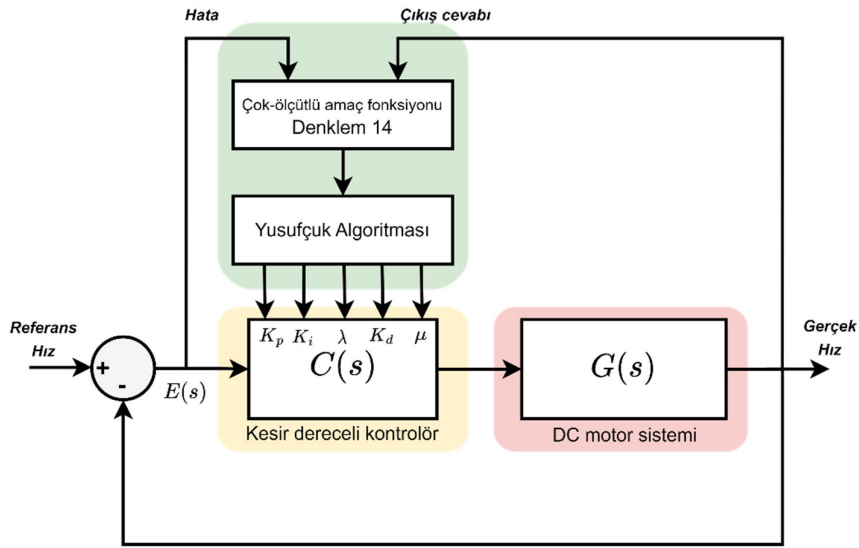 Hata
Çıkış cevabı
Çok-ölçütlü amaç fonksiyonu
Denklem 14
Yusufçuk Algoritması
Referans
Hız
+
-
E(s)
K_p K_i λ K_d μ
C(s)
Kesir dereceli kontrolör
G(s)
DC motor sistemi
Gerçek
Hız